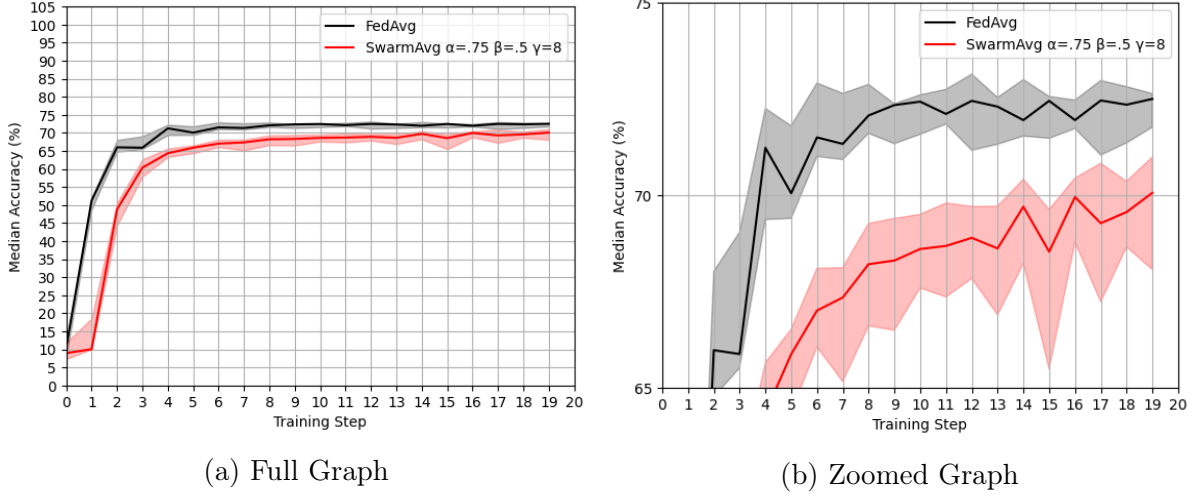 105
100
95
90
85
80
75
70
65
60
55
50
45
40
35
30
25
20
15
10
5
0
Median Accuracy (%)
FedAvg
SwarmAvg α=.75 β=.5 γ=8
0 1 2 3 4 5 6 7 8 9 10 11 12 13 14 15 16 17 18 19 20
Training Step
(a) Full Graph
75
70
65
Median Accuracy (%)
FedAvg
SwarmAvg α=.75 β=.5 γ=8
0 1 2 3 4 5 6 7 8 9 10 11 12 13 14 15 16 17 18 19 20
Training Step
(b) Zoomed Graph